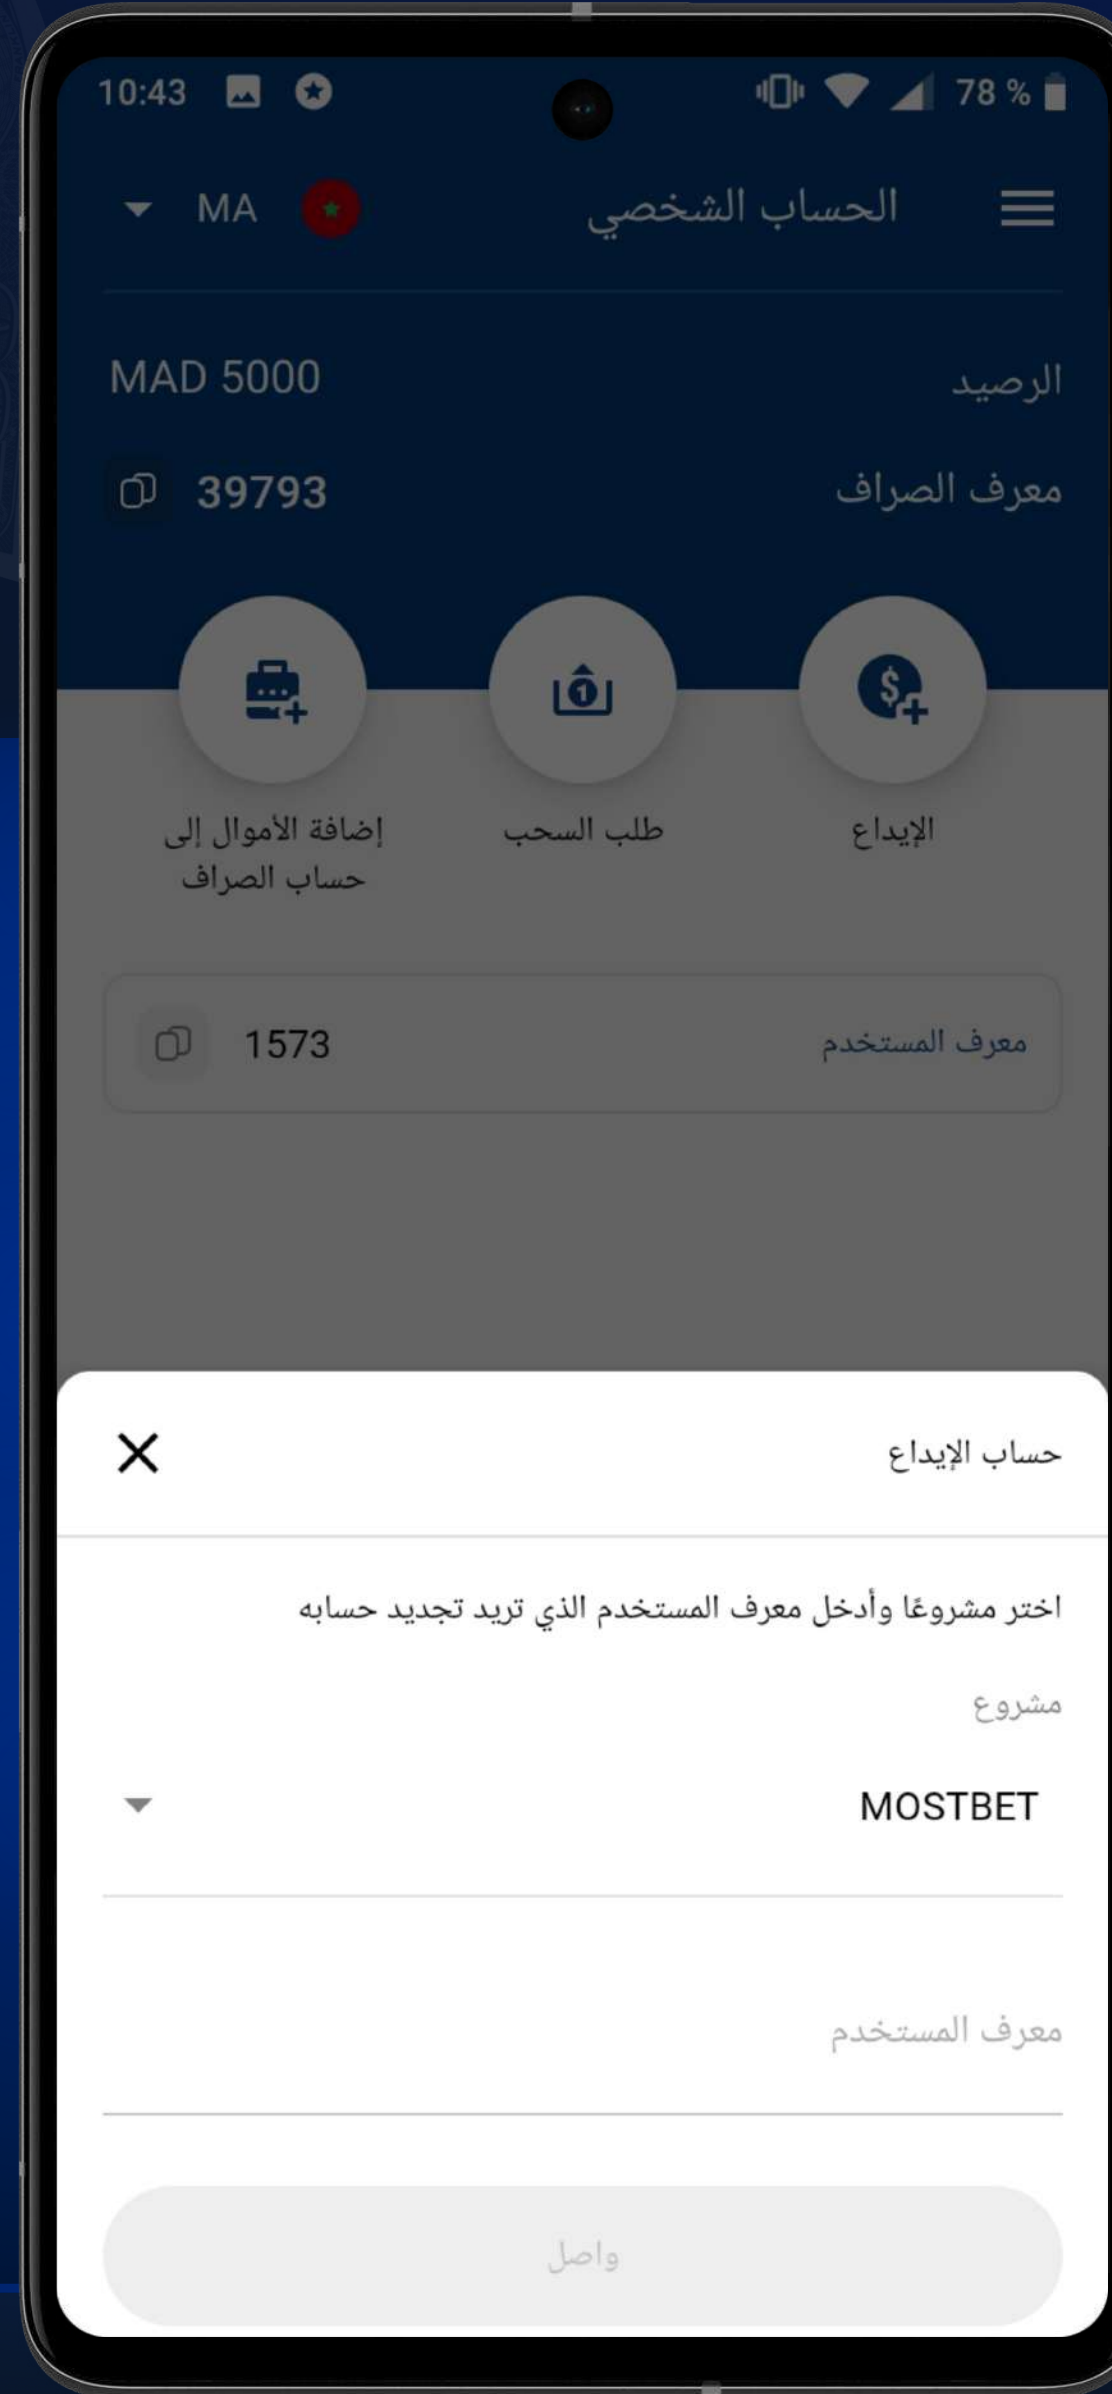 10:43
78 %
الحساب الشخصي
MA
الرصيد
MAD 5000
معرف الصراف
39793
الإيداع
طلب السحب
إضافة الأموال إلى
حساب الصراف
معرف المستخدم
1573
حساب الإيداع
اختر مشروعًا وأدخل معرف المستخدم الذي تريد تجديد حسابه
مشروع
MOSTBET
معرف المستخدم
واصل